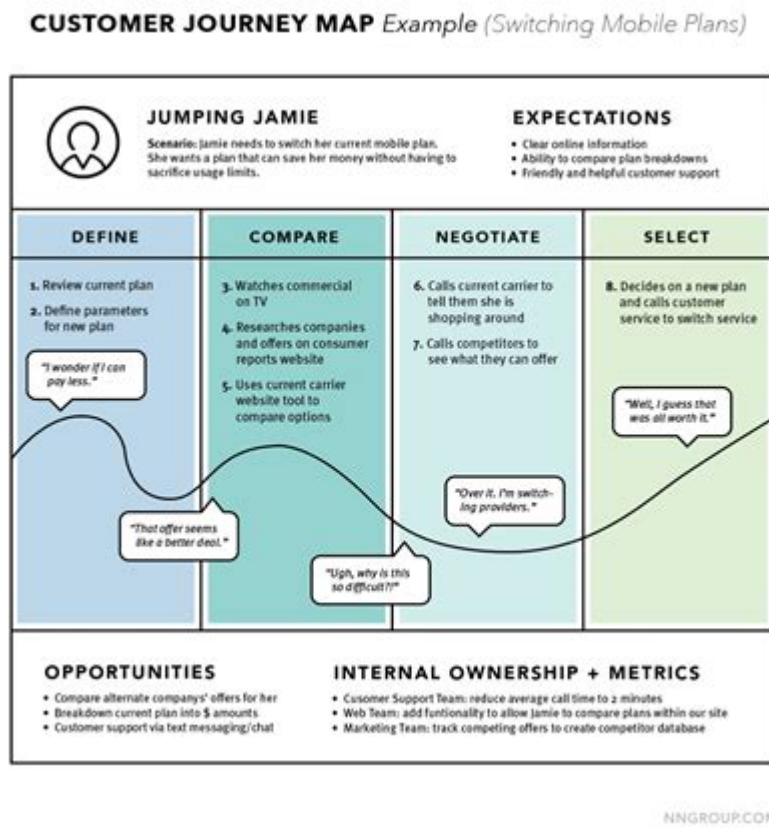 CUSTOMER JOURNEY MAP Example (Switching Mobile Plans)
JUMPING JAMIE
Scenario: Jamie needs to switch her current mobile plan.
She wants a plan that can save her money without having to
sacrifice usage limits.
EXPECTATIONS
• Clear online information
• Ability to compare plan breakdowns
• Friendly and helpful customer support
DEFINE
1. Review current plan
2. Define parameters
for new plan
"I wonder if I can
pay less."
"That offer seems
like a better deal."
COMPARE
3. Watches commercial
on TV
4. Researches companies
and offers on consumer
reports website
5. Uses current carrier
website tool to
compare options
"Ugh, why is this
so difficult?!"
NEGOTIATE
6. Calls current carrier to
tell them she is
shopping around
7. Calls competitors to
see what they can offer
"Over it. I'm switch-
ing providers."
SELECT
8. Decides on a new plan
and calls customer
service to switch service
"Well, I guess that
was all worth it."
OPPORTUNITIES
• Compare alternate companys' offers for her
• Breakdown current plan into $ amounts
• Customer support via text messaging/chat
INTERNAL OWNERSHIP + METRICS
• Cusomer Support Team: reduce average call time to 2 minutes
• Web Team: add funtionality to allow Jamie to compare plans within our site
• Marketing Team: track competing offers to create competitor database
NNGROUP.COM